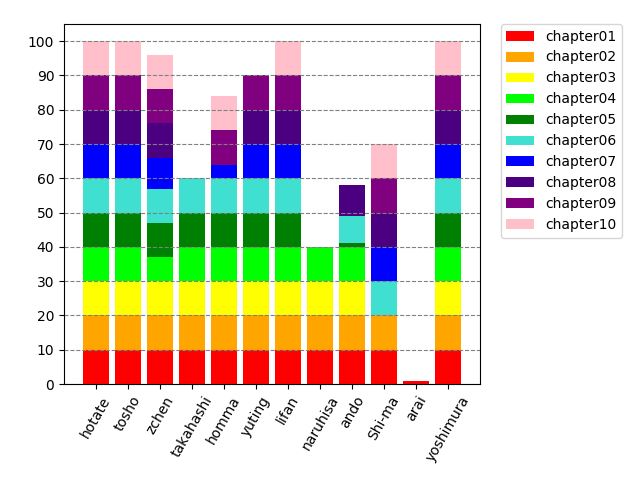 100
90
80
70
60
50
40
30
20
10
0
hotate
tosho
zchen
takahashi
homma
yuting
lifan
naruhisa
ando
Shi-ma
arai
yoshimura
chapter01
chapter02
chapter03
chapter04
chapter05
chapter06
chapter07
chapter08
chapter09
chapter10